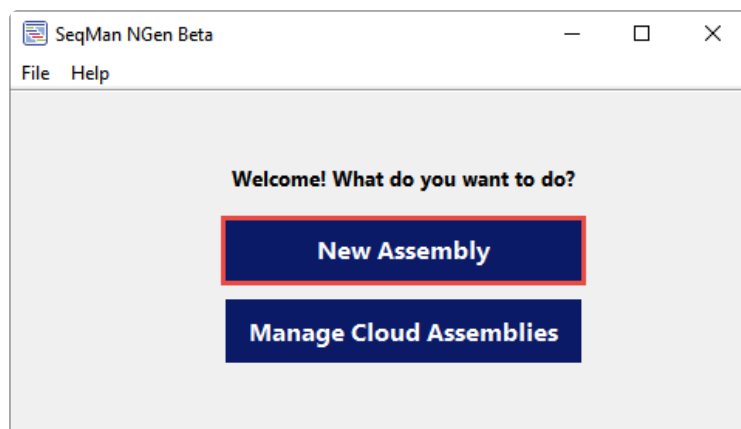 SeqMan NGen Beta
File Help
Welcome! What do you want to do?
New Assembly
Manage Cloud Assemblies